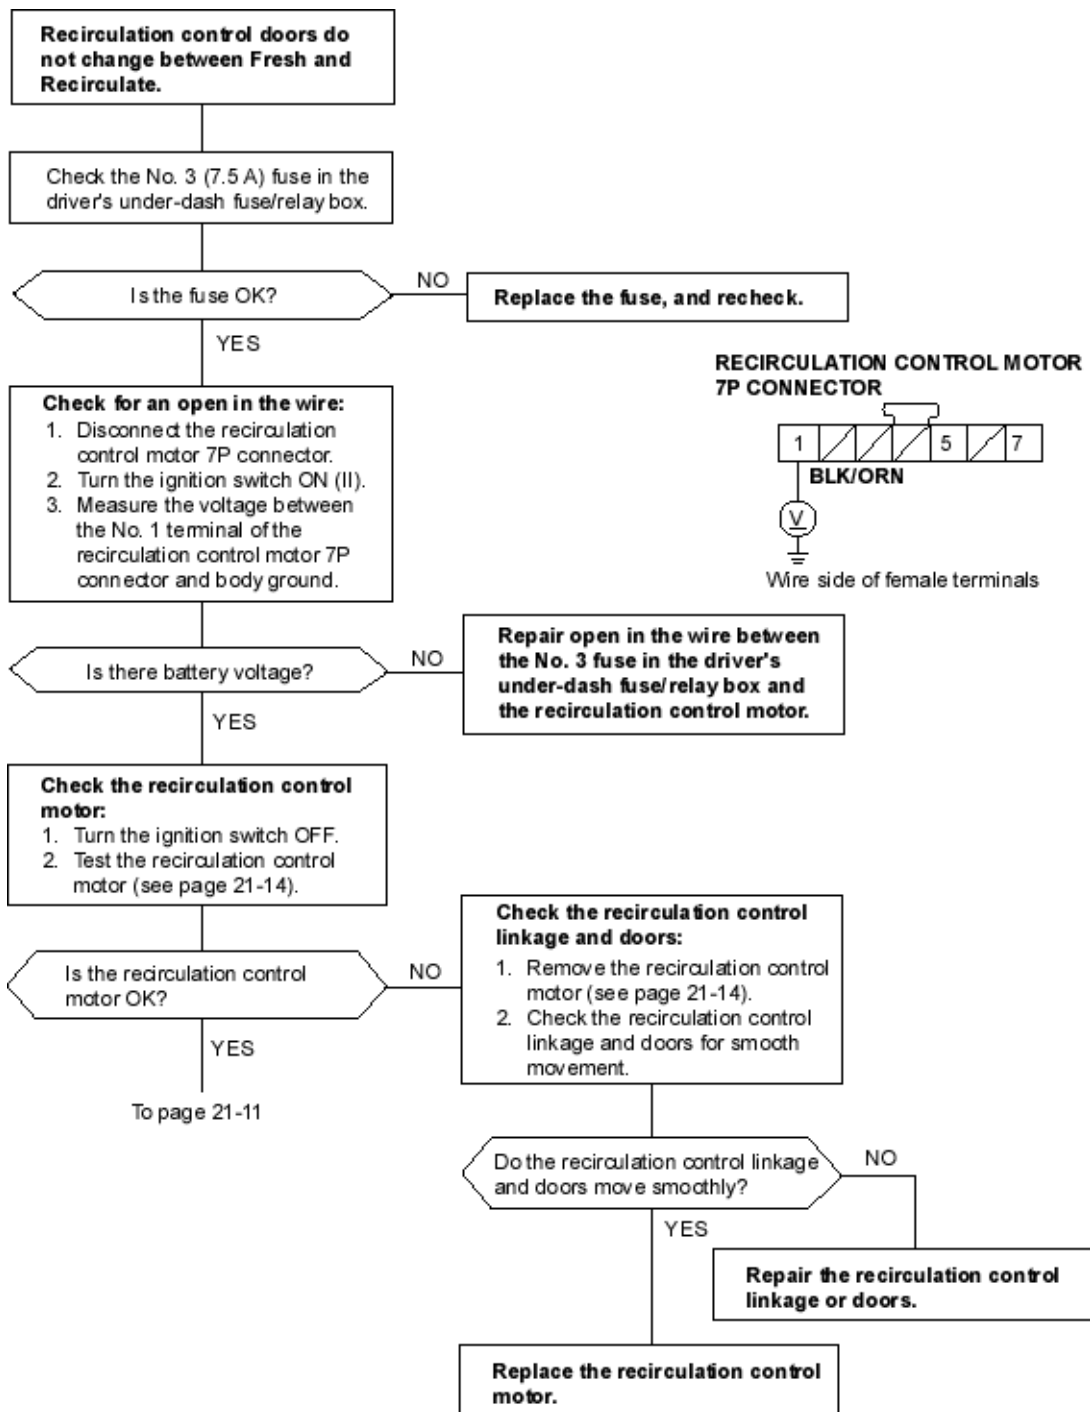 Recirculation control doors do
not change between Fresh and
Recirculate.
Check the No. 3 (7.5 A) fuse in the
driver's under-dash fuse/relay box.
Is the fuse OK?
NO
Replace the fuse, and recheck.
YES
RECIRCULATION CONTROL MOTOR
7P CONNECTOR
1
5
7
BLK/ORN
V
Wire side of female terminals
Check for an open in the wire:
1. Disconnect the recirculation
control motor 7P connector.
2. Turn the ignition switch ON (II).
3. Measure the voltage between
the No. 1 terminal of the
recirculation control motor 7P
connector and body ground.
Is there battery voltage?
NO
Repair open in the wire between
the No. 3 fuse in the driver's
under-dash fuse/relay box and
the recirculation control motor.
YES
Check the recirculation control
motor:
1. Turn the ignition switch OFF.
2. Test the recirculation control
motor (see page 21-14).
Is the recirculation control
motor OK?
NO
Check the recirculation control
linkage and doors:
1. Remove the recirculation control
motor (see page 21-14).
2. Check the recirculation control
linkage and doors for smooth
movement.
YES
To page 21-11
Do the recirculation control linkage
and doors move smoothly?
NO
YES
Repair the recirculation control
linkage or doors.
Replace the recirculation control
motor.